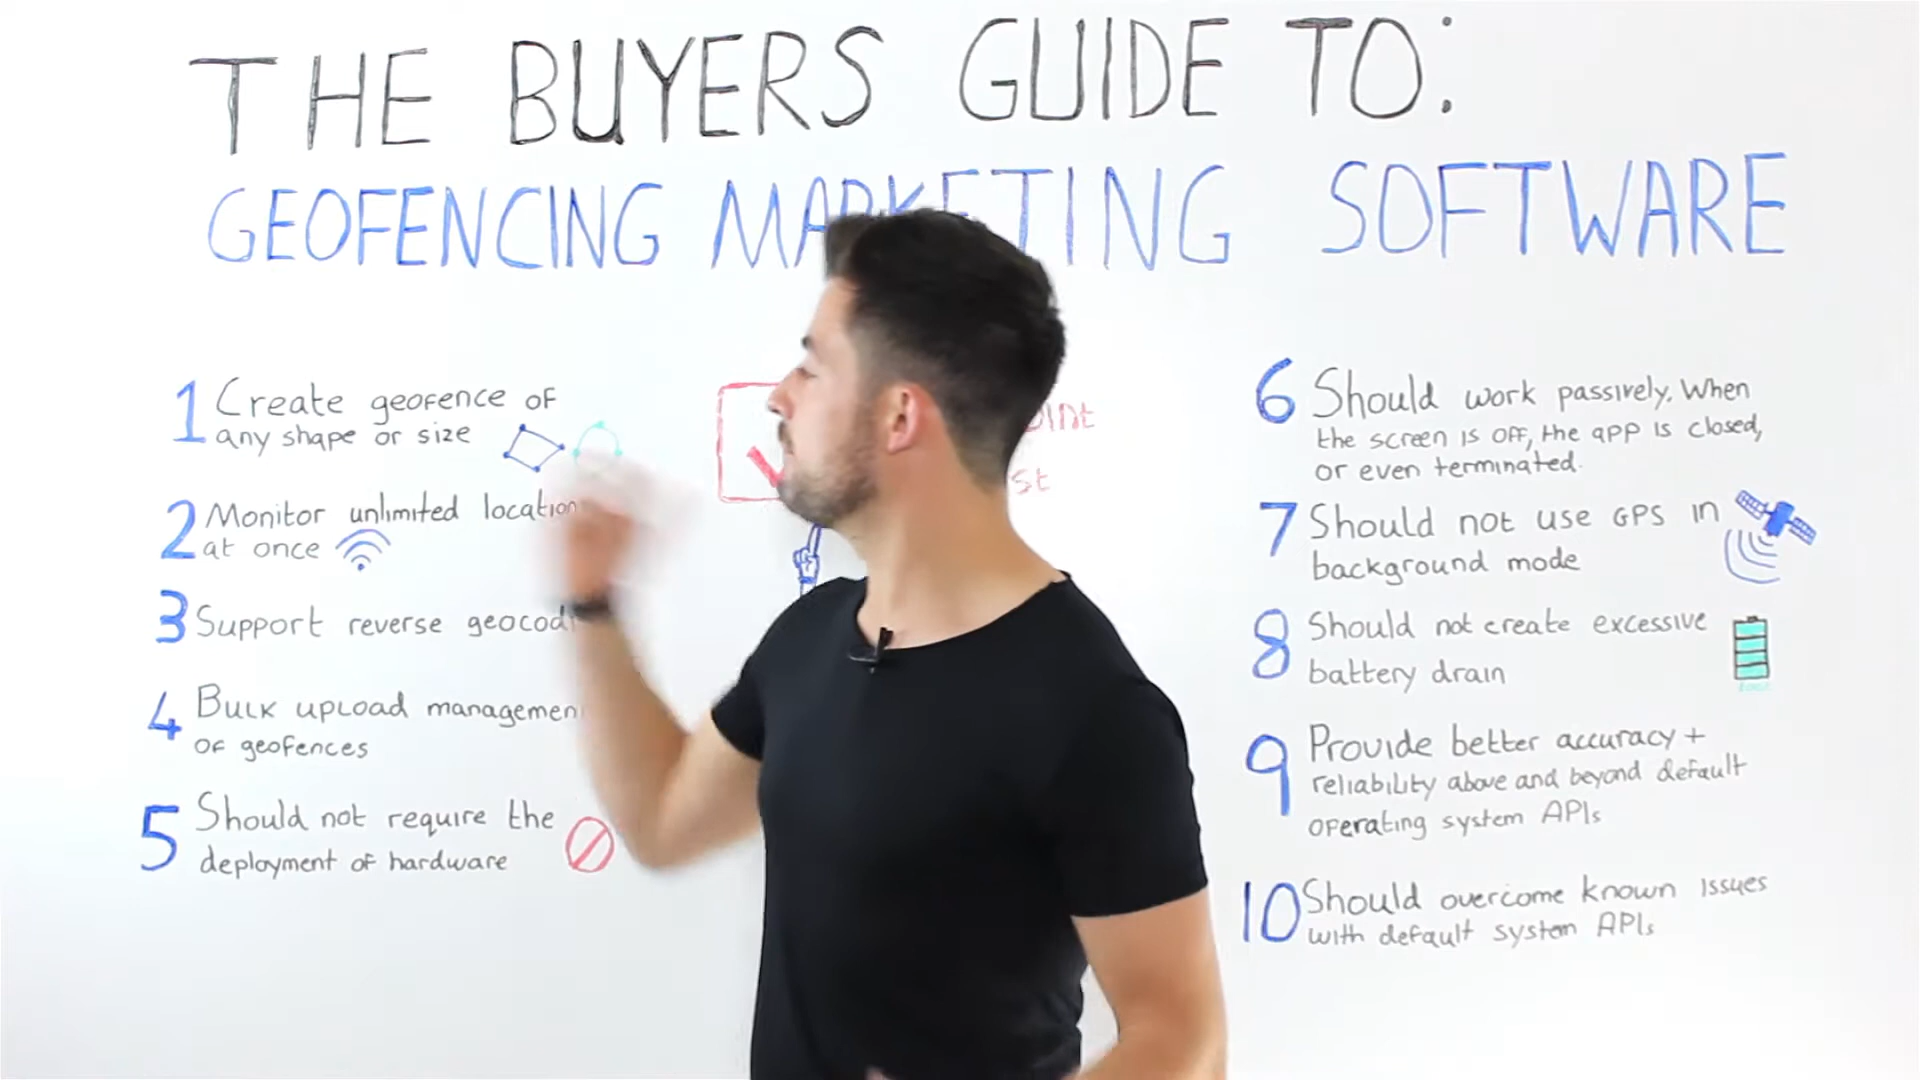 THE BUYERS GUIDE TO:
GEOFENCING MARKETING SOFTWARE
1 Create geofence of
any shape or size
2 Monitor unlimited location
at once
3 Support reverse
4 Bulk upload
of geofences
5 Should not require the
deployment of hardware
6 Should work passively. When
the screen is off, the app is closed,
or even terminated.
7 Should not use GPS in
background mode
8 Should not create excessive
battery drain
9 Provide better accuracy +
reliability above and beyond default
operating system APIs
10 Should overcome known issues
with default system APIs